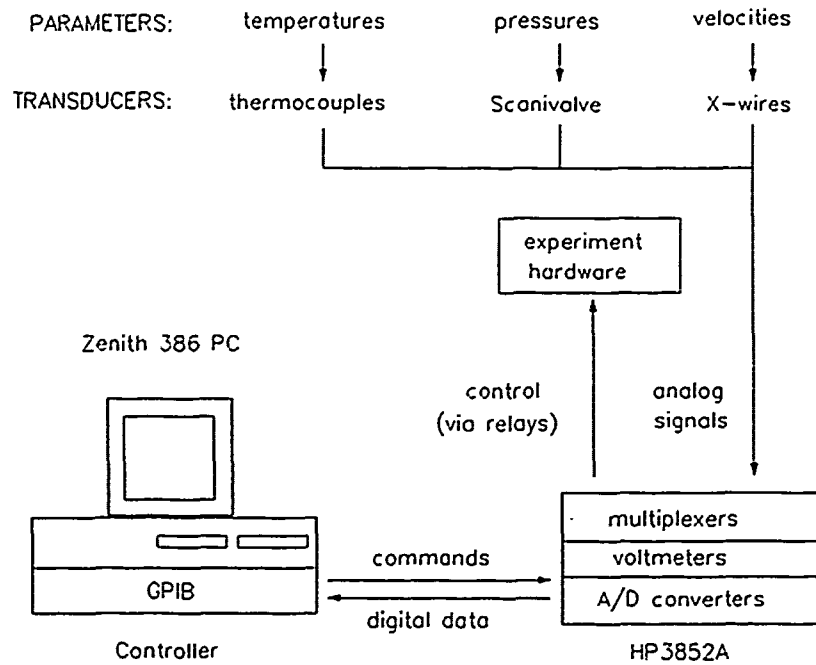 PARAMETERS: temperatures pressures velocities
TRANSDUCERS: thermocouples Scanivalve X-wires
experiment
hardware
Zenith 386 PC
control
(via relays)
analog
signals
multiplexers
voltmeters
A/D converters
commands
GPIB
digital data
Controller
HP3852A